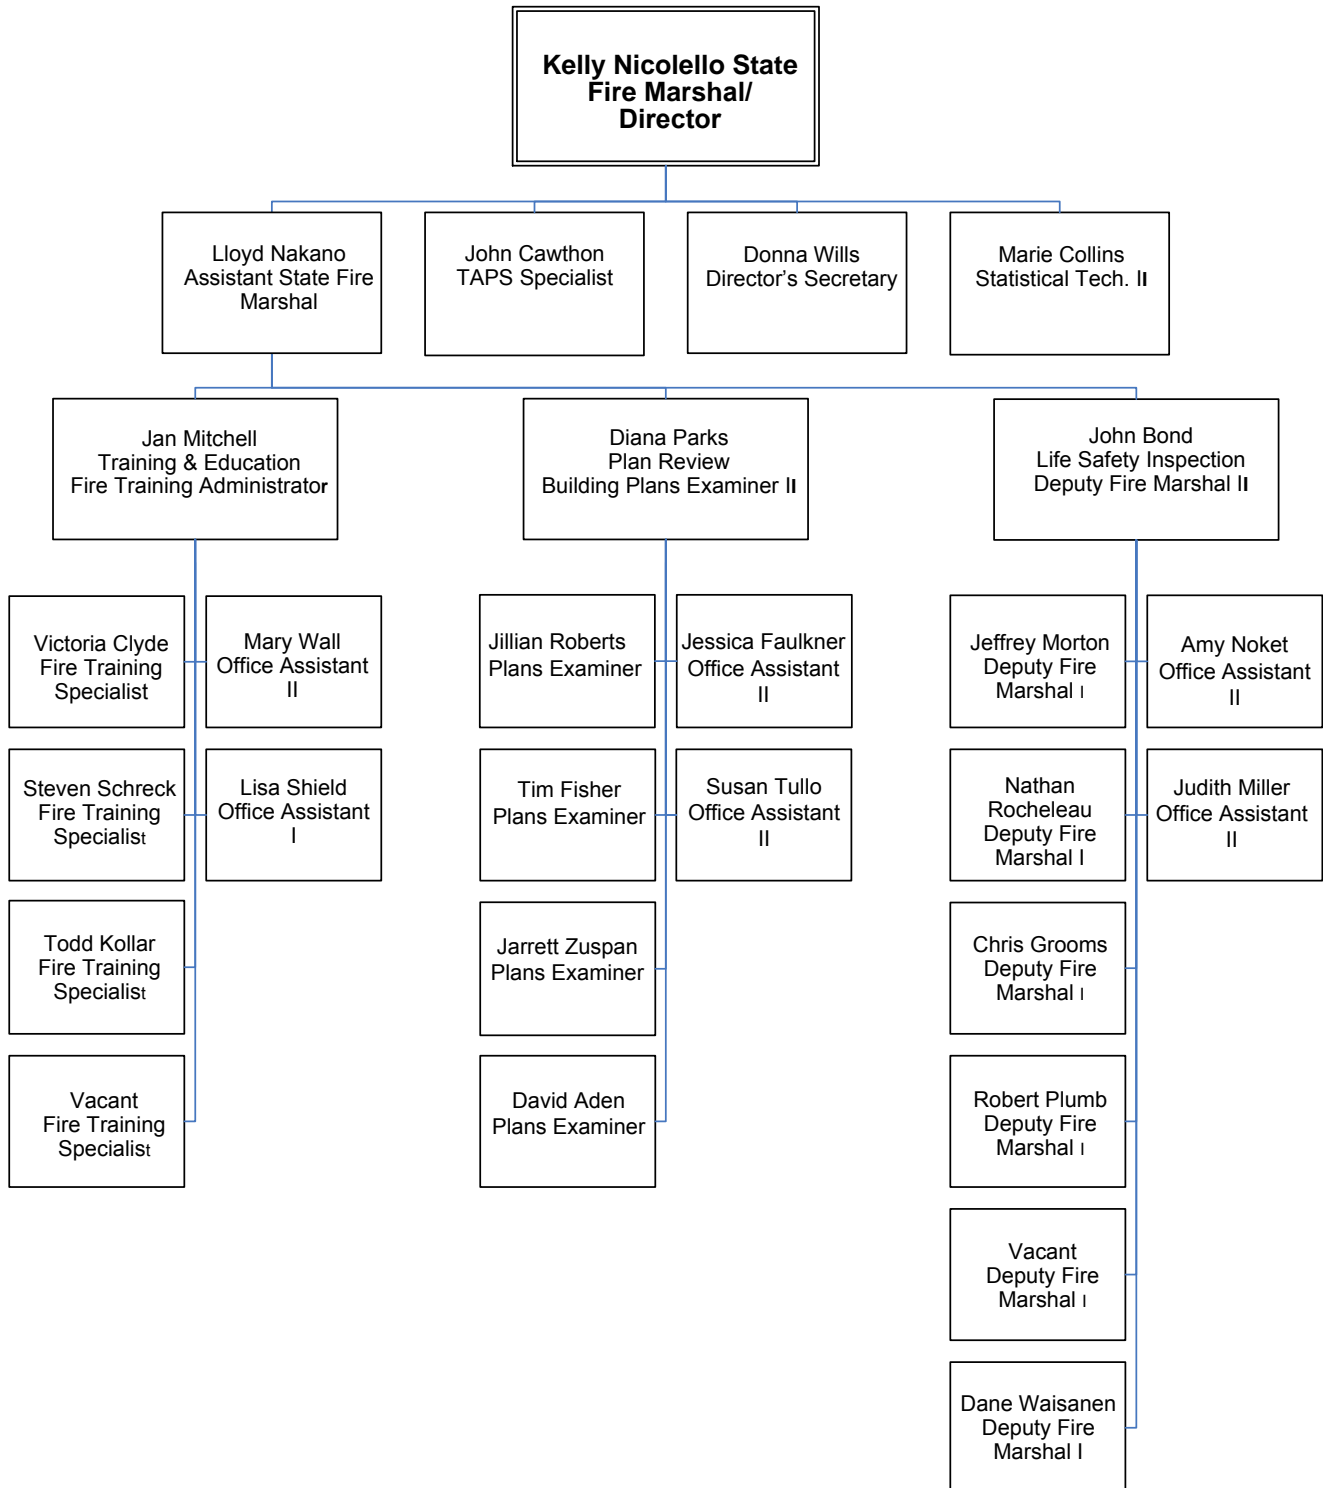 Kelly Nicolello State
Fire Marshal/
Director
Lloyd Nakano
Assistant State Fire
Marshal
John Cawthon
TAPS Specialist
Donna Wills
Director's Secretary
Marie Collins
Statistical Tech. II
Jan Mitchell
Training & Education
Fire Training Administrator
Diana Parks
Plan Review
Building Plans Examiner II
John Bond
Life Safety Inspection
Deputy Fire Marshal II
Victoria Clyde
Fire Training
Specialist
Mary Wall
Office Assistant
II
Jillian Roberts
Plans Examiner
Jessica Faulkner
Office Assistant
II
Jeffrey Morton
Deputy Fire
Marshal I
Amy Noket
Office Assistant
II
Steven Schreck
Fire Training
Specialist
Lisa Shield
Office Assistant
I
Tim Fisher
Plans Examiner
Susan Tullo
Office Assistant
II
Nathan
Rocheleau
Deputy Fire
Marshal I
Judith Miller
Office Assistant
II
Todd Kollar
Fire Training
Specialist
Jarrett Zuspan
Plans Examiner
Chris Grooms
Deputy Fire
Marshal I
Vacant
Fire Training
Specialist
David Aden
Plans Examiner
Robert Plumb
Deputy Fire
Marshal I
Vacant
Deputy Fire
Marshal I
Dane Waisanen
Deputy Fire
Marshal I